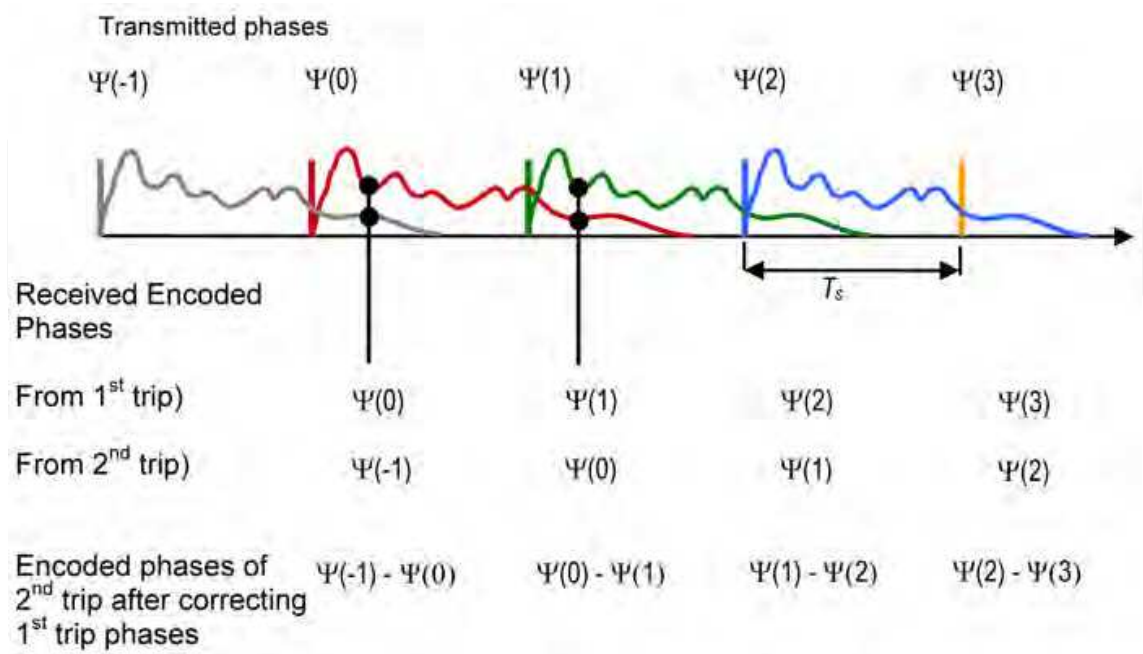 Transmitted phases
Ψ(-1) Ψ(0) Ψ(1) Ψ(2) Ψ(3)
Tₛ
Received Encoded
Phases
From 1ˢᵗ trip) Ψ(0) Ψ(1) Ψ(2) Ψ(3)
From 2ⁿᵈ trip) Ψ(-1) Ψ(0) Ψ(1) Ψ(2)
Encoded phases of
2ⁿᵈ trip after correcting
1ˢᵗ trip phases
Ψ(-1) - Ψ(0) Ψ(0) - Ψ(1) Ψ(1) - Ψ(2) Ψ(2) - Ψ(3)